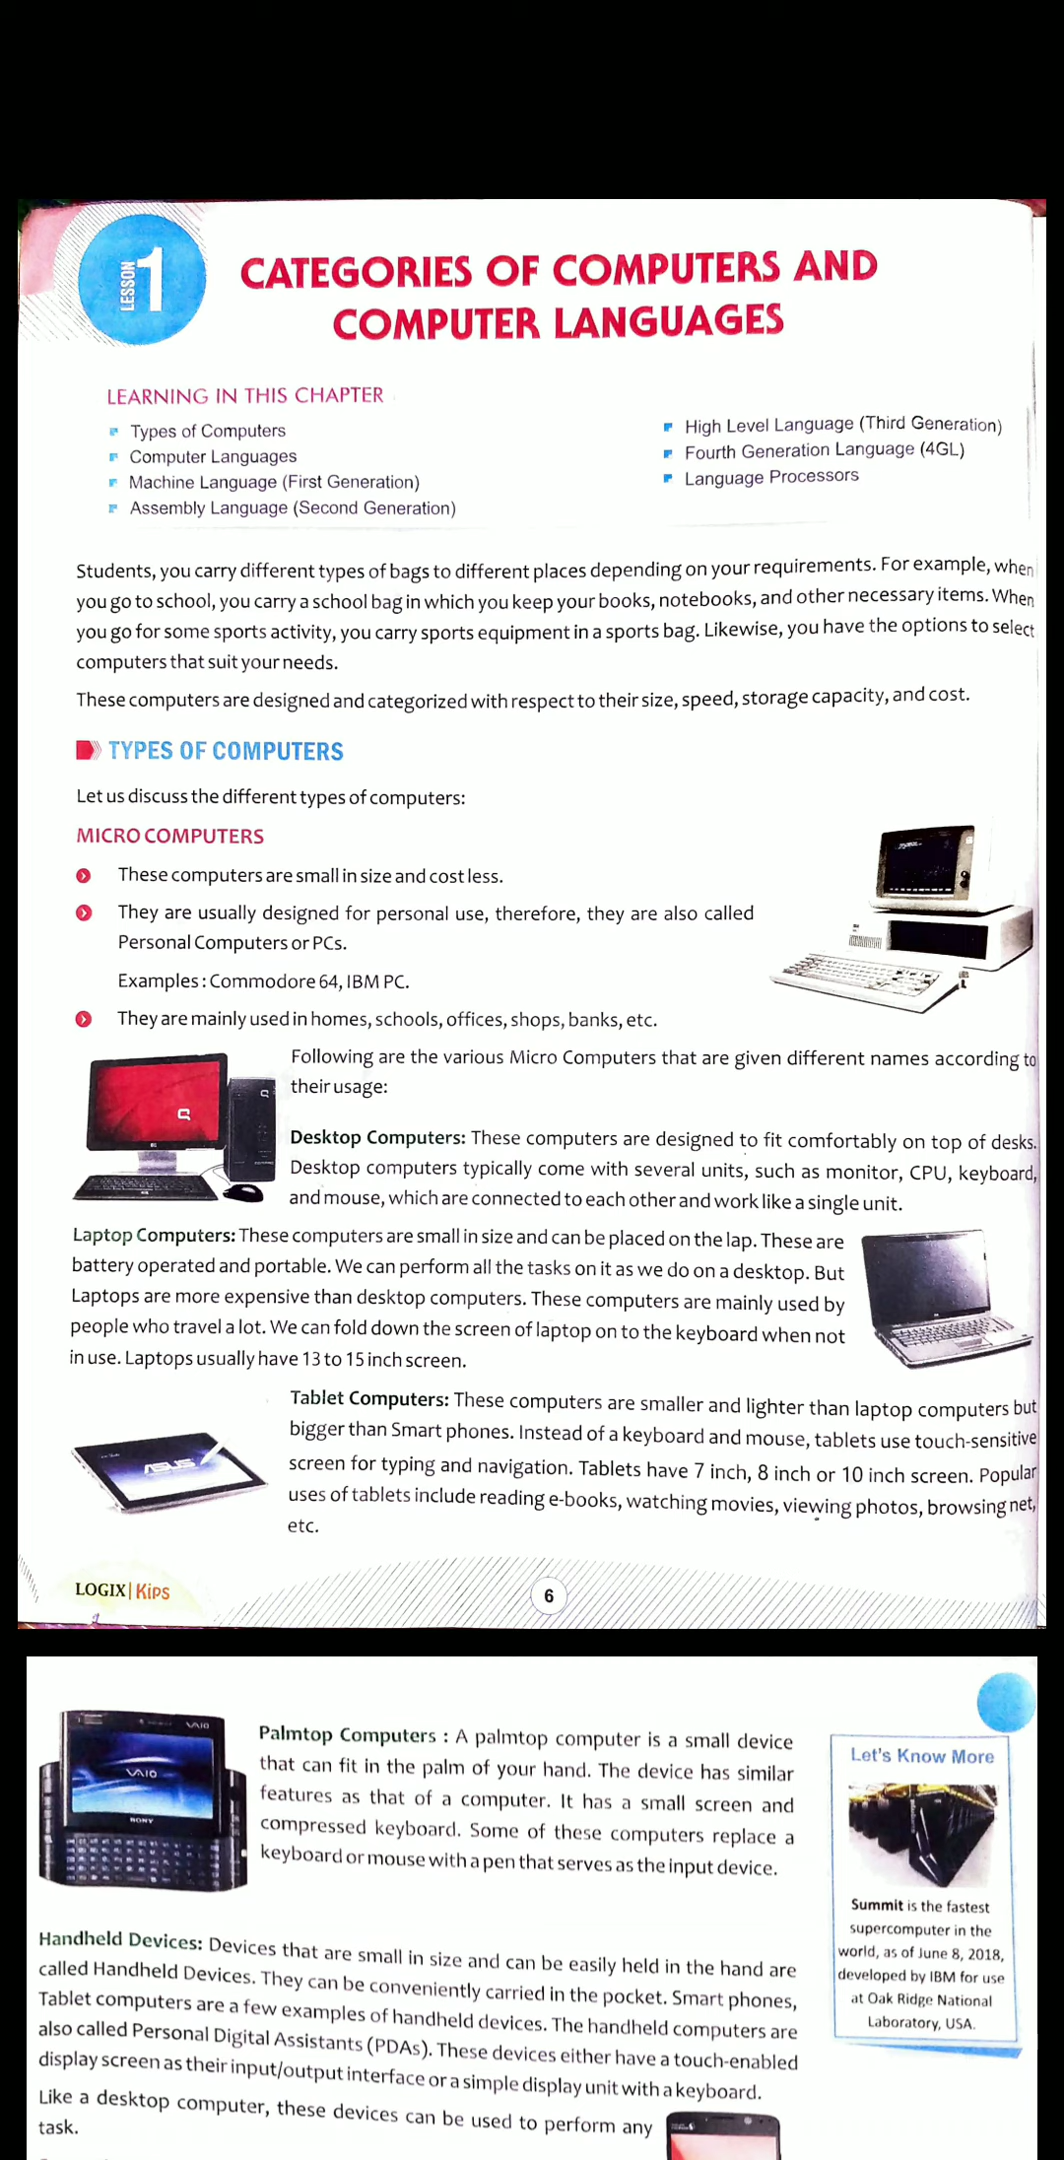 LESSON 1
CATEGORIES OF COMPUTERS AND
COMPUTER LANGUAGES
LEARNING IN THIS CHAPTER
Types of Computers
Computer Languages
Machine Language (First Generation)
Assembly Language (Second Generation)
High Level Language (Third Generation)
Fourth Generation Language (4GL)
Language Processors
Students, you carry different types of bags to different places depending on your requirements. For example, when
you go to school, you carry a school bag in which you keep your books, notebooks, and other necessary items. When
you go for some sports activity, you carry sports equipment in a sports bag. Likewise, you have the options to select
computers that suit your needs.
These computers are designed and categorized with respect to their size, speed, storage capacity, and cost.
TYPES OF COMPUTERS
Let us discuss the different types of computers:
MICRO COMPUTERS
These computers are small in size and cost less.
They are usually designed for personal use, therefore, they are also called
Personal Computers or PCs.
Examples : Commodore 64, IBM PC.
They are mainly used in homes, schools, offices, shops, banks, etc.
Following are the various Micro Computers that are given different names according to
their usage:
Desktop Computers: These computers are designed to fit comfortably on top of desks.
Desktop computers typically come with several units, such as monitor, CPU, keyboard,
and mouse, which are connected to each other and work like a single unit.
Laptop Computers: These computers are small in size and can be placed on the lap. These are
battery operated and portable. We can perform all the tasks on it as we do on a desktop. But
Laptops are more expensive than desktop computers. These computers are mainly used by
people who travel a lot. We can fold down the screen of laptop on to the keyboard when not
in use. Laptops usually have 13 to 15 inch screen.
ASUS
Tablet Computers: These computers are smaller and lighter than laptop computers but
bigger than Smart phones. Instead of a keyboard and mouse, tablets use touch-sensitive
screen for typing and navigation. Tablets have 7 inch, 8 inch or 10 inch screen. Popular
uses of tablets include reading e-books, watching movies, viewing photos, browsing net,
etc.
LOGIX | Kips
6
VAIO
VAIO
SONY
Palmtop Computers : A palmtop computer is a small device
that can fit in the palm of your hand. The device has similar
features as that of a computer. It has a small screen and
compressed keyboard. Some of these computers replace a
keyboard or mouse with a pen that serves as the input device.
Let's Know More
Summit is the fastest
supercomputer in the
world, as of June 8, 2018,
developed by IBM for use
at Oak Ridge National
Laboratory, USA.
Handheld Devices: Devices that are small in size and can be easily held in the hand are
called Handheld Devices. They can be conveniently carried in the pocket. Smart phones,
Tablet computers are a few examples of handheld devices. The handheld computers are
also called Personal Digital Assistants (PDAs). These devices either have a touch-enabled
display screen as their input/output interface or a simple display unit with a keyboard.
Like a desktop computer, these devices can be used to perform any
task.